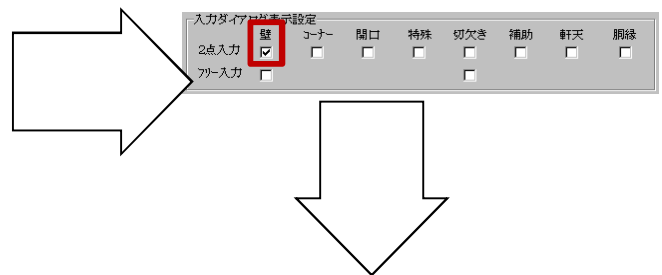 入力ダイアログ表示設定
壁 コーナー 開口 特殊 切欠き 補助 軒天 胴縁
2点入力
フリー入力